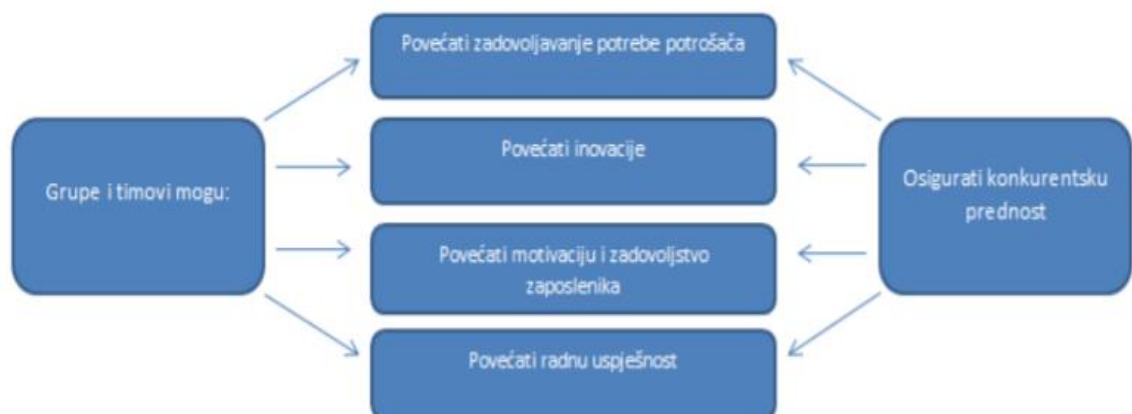 Grupe i timovi mogu:
Povećati zadovoljavanje potrebe potrošača
Povećati inovacije
Povećati motivaciju i zadovoljstvo
zaposlenika
Povećati radnu uspješnost
Osigurati konkurentsku
prednost